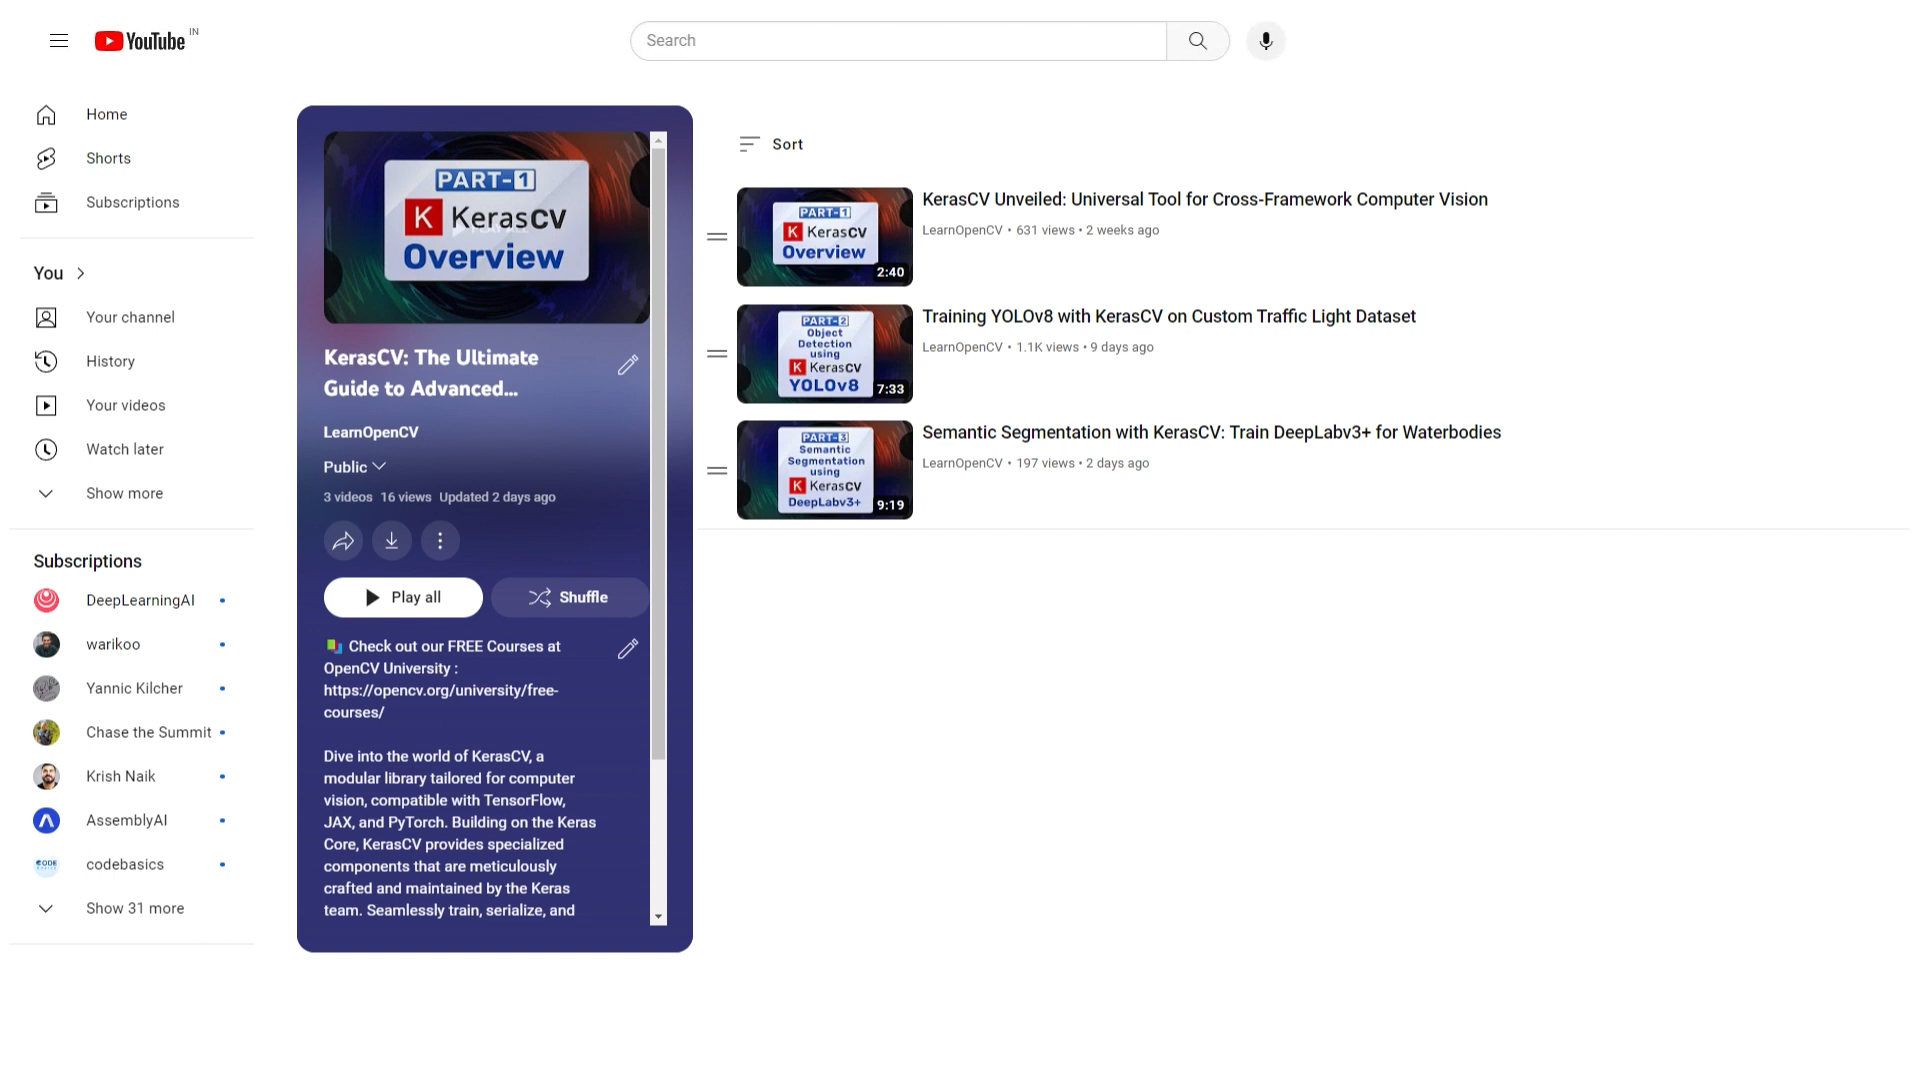 YouTube IN
Search
Home
Shorts
Subscriptions
You
Your channel
History
Your videos
Watch later
Show more
Subscriptions
DeepLearningAI
warikoo
Yannic Kilcher
Chase the Summit
Krish Naik
AssemblyAI
codebasics
Show 31 more
PART-1
K KerasCV
PLAY ALL
Overview
KerasCV: The Ultimate
Guide to Advanced...
LearnOpenCV
Public
3 videos 16 views Updated 2 days ago
Play all
Shuffle
Check out our FREE Courses at
OpenCV University :
https://opencv.org/university/free-
courses/
Dive into the world of KerasCV, a
modular library tailored for computer
vision, compatible with TensorFlow,
JAX, and PyTorch. Building on the Keras
Core, KerasCV provides specialized
components that are meticulously
crafted and maintained by the Keras
team. Seamlessly train, serialize, and
Sort
PART-1
K KerasCV
Overview
2:40
KerasCV Unveiled: Universal Tool for Cross-Framework Computer Vision
LearnOpenCV • 631 views • 2 weeks ago
PART-2
Object
Detection
using
K KerasCV
YOLOv8
7:33
Training YOLOv8 with KerasCV on Custom Traffic Light Dataset
LearnOpenCV • 1.1K views • 9 days ago
PART-3
Semantic
Segmentation
using
K KerasCV
DeepLabv3+
9:19
Semantic Segmentation with KerasCV: Train DeepLabv3+ for Waterbodies
LearnOpenCV • 197 views • 2 days ago